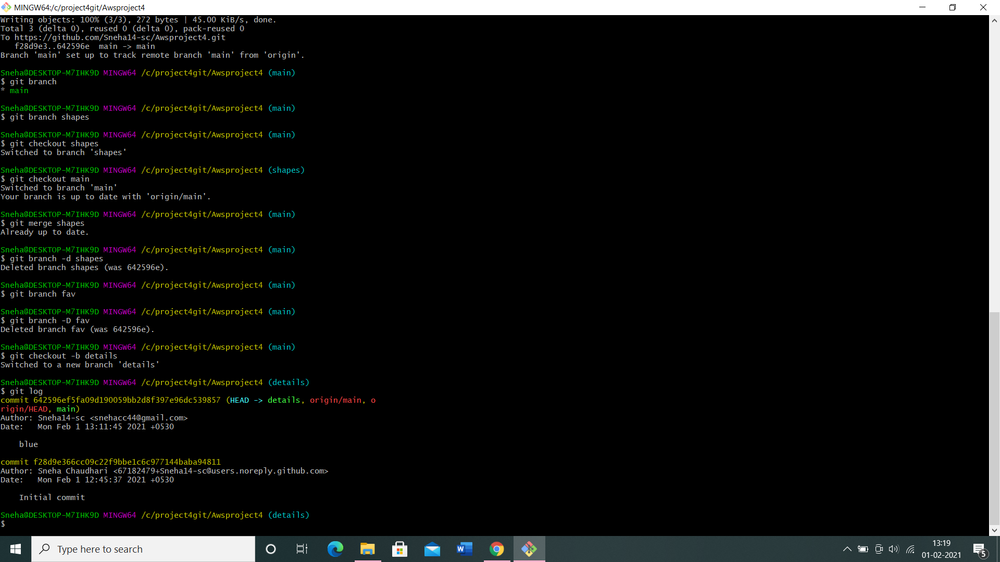 MINGW64:/c/project4git/Awsproject4
Writing objects: 100% (3/3), 272 bytes | 45.00 KiB/s, done.
Total 3 (delta 0), reused 0 (delta 0), pack-reused 0
To https://github.com/Sneha14-sc/Awsproject4.git
   f28d9e3..642596e  main -> main
Branch 'main' set up to track remote branch 'main' from 'origin'.
Sneha@DESKTOP-M7IHK9D MINGW64 /c/project4git/Awsproject4 (main)
$ git branch
* main
Sneha@DESKTOP-M7IHK9D MINGW64 /c/project4git/Awsproject4 (main)
$ git branch shapes
Sneha@DESKTOP-M7IHK9D MINGW64 /c/project4git/Awsproject4 (main)
$ git checkout shapes
Switched to branch 'shapes'
Sneha@DESKTOP-M7IHK9D MINGW64 /c/project4git/Awsproject4 (shapes)
$ git checkout main
Switched to branch 'main'
Your branch is up to date with 'origin/main'.
Sneha@DESKTOP-M7IHK9D MINGW64 /c/project4git/Awsproject4 (main)
$ git merge shapes
Already up to date.
Sneha@DESKTOP-M7IHK9D MINGW64 /c/project4git/Awsproject4 (main)
$ git branch -d shapes
Deleted branch shapes (was 642596e).
Sneha@DESKTOP-M7IHK9D MINGW64 /c/project4git/Awsproject4 (main)
$ git branch fav
Sneha@DESKTOP-M7IHK9D MINGW64 /c/project4git/Awsproject4 (main)
$ git branch -D fav
Deleted branch fav (was 642596e).
Sneha@DESKTOP-M7IHK9D MINGW64 /c/project4git/Awsproject4 (main)
$ git checkout -b details
Switched to a new branch 'details'
Sneha@DESKTOP-M7IHK9D MINGW64 /c/project4git/Awsproject4 (details)
$ git log
commit 642596ef5fa09d190059bb2d8f397e96dc539857 (HEAD -> details, origin/main, o
rigin/HEAD, main)
Author: Sneha14-sc <snehacc44@gmail.com>
Date:   Mon Feb 1 13:11:45 2021 +0530
    blue
commit f28d9e366cc09c22f9bbe1c6c977144baba94811
Author: Sneha Chaudhari <67182479+Sneha14-sc@users.noreply.github.com>
Date:   Mon Feb 1 12:45:37 2021 +0530
    Initial commit
Sneha@DESKTOP-M7IHK9D MINGW64 /c/project4git/Awsproject4 (details)
$
Type here to search
W
13:19
01-02-2021
5